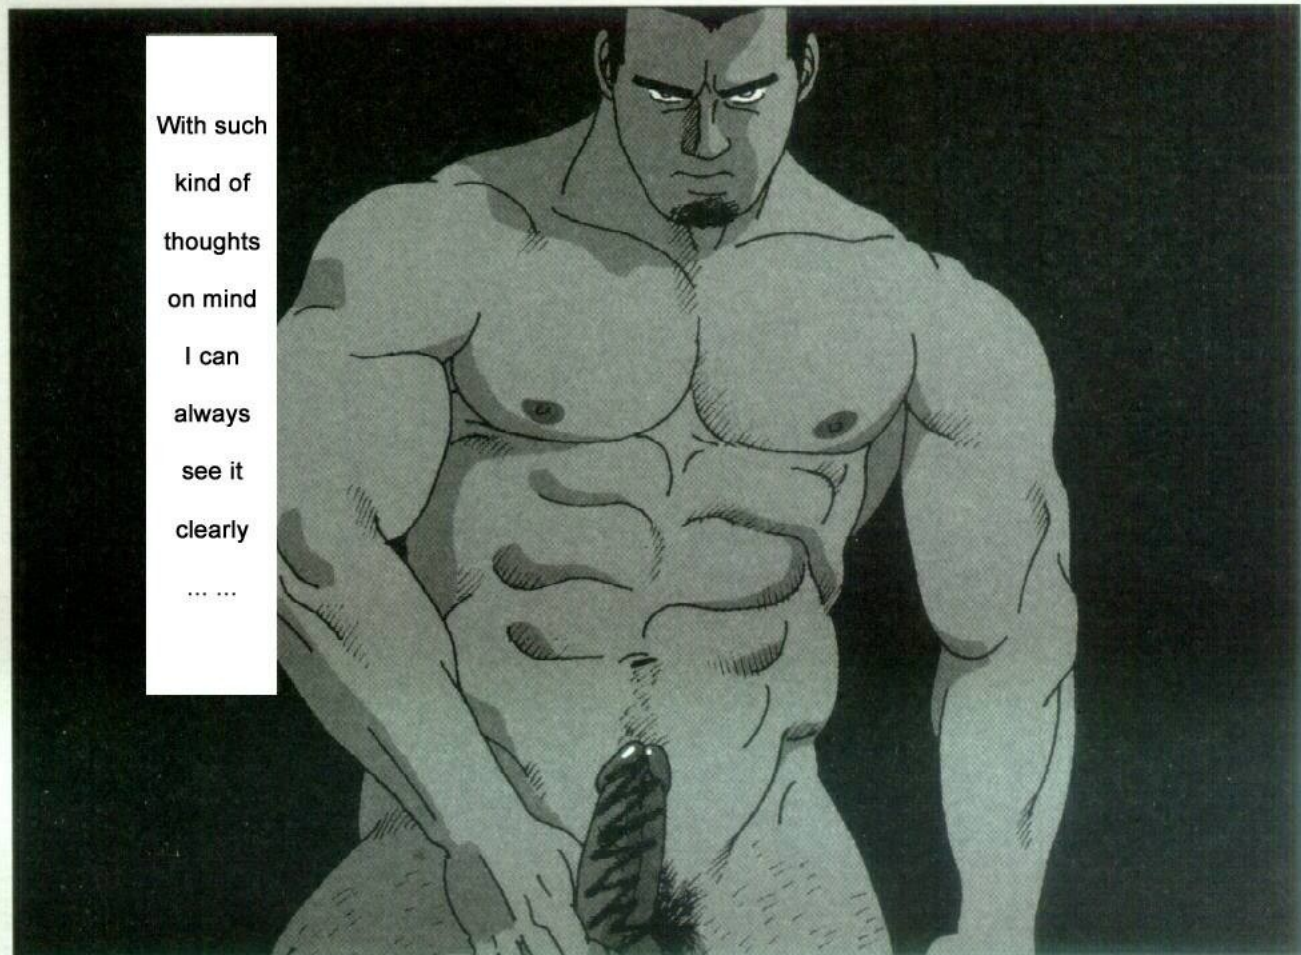 With such
kind of
thoughts
on mind
I can
always
see it
clearly
... ...